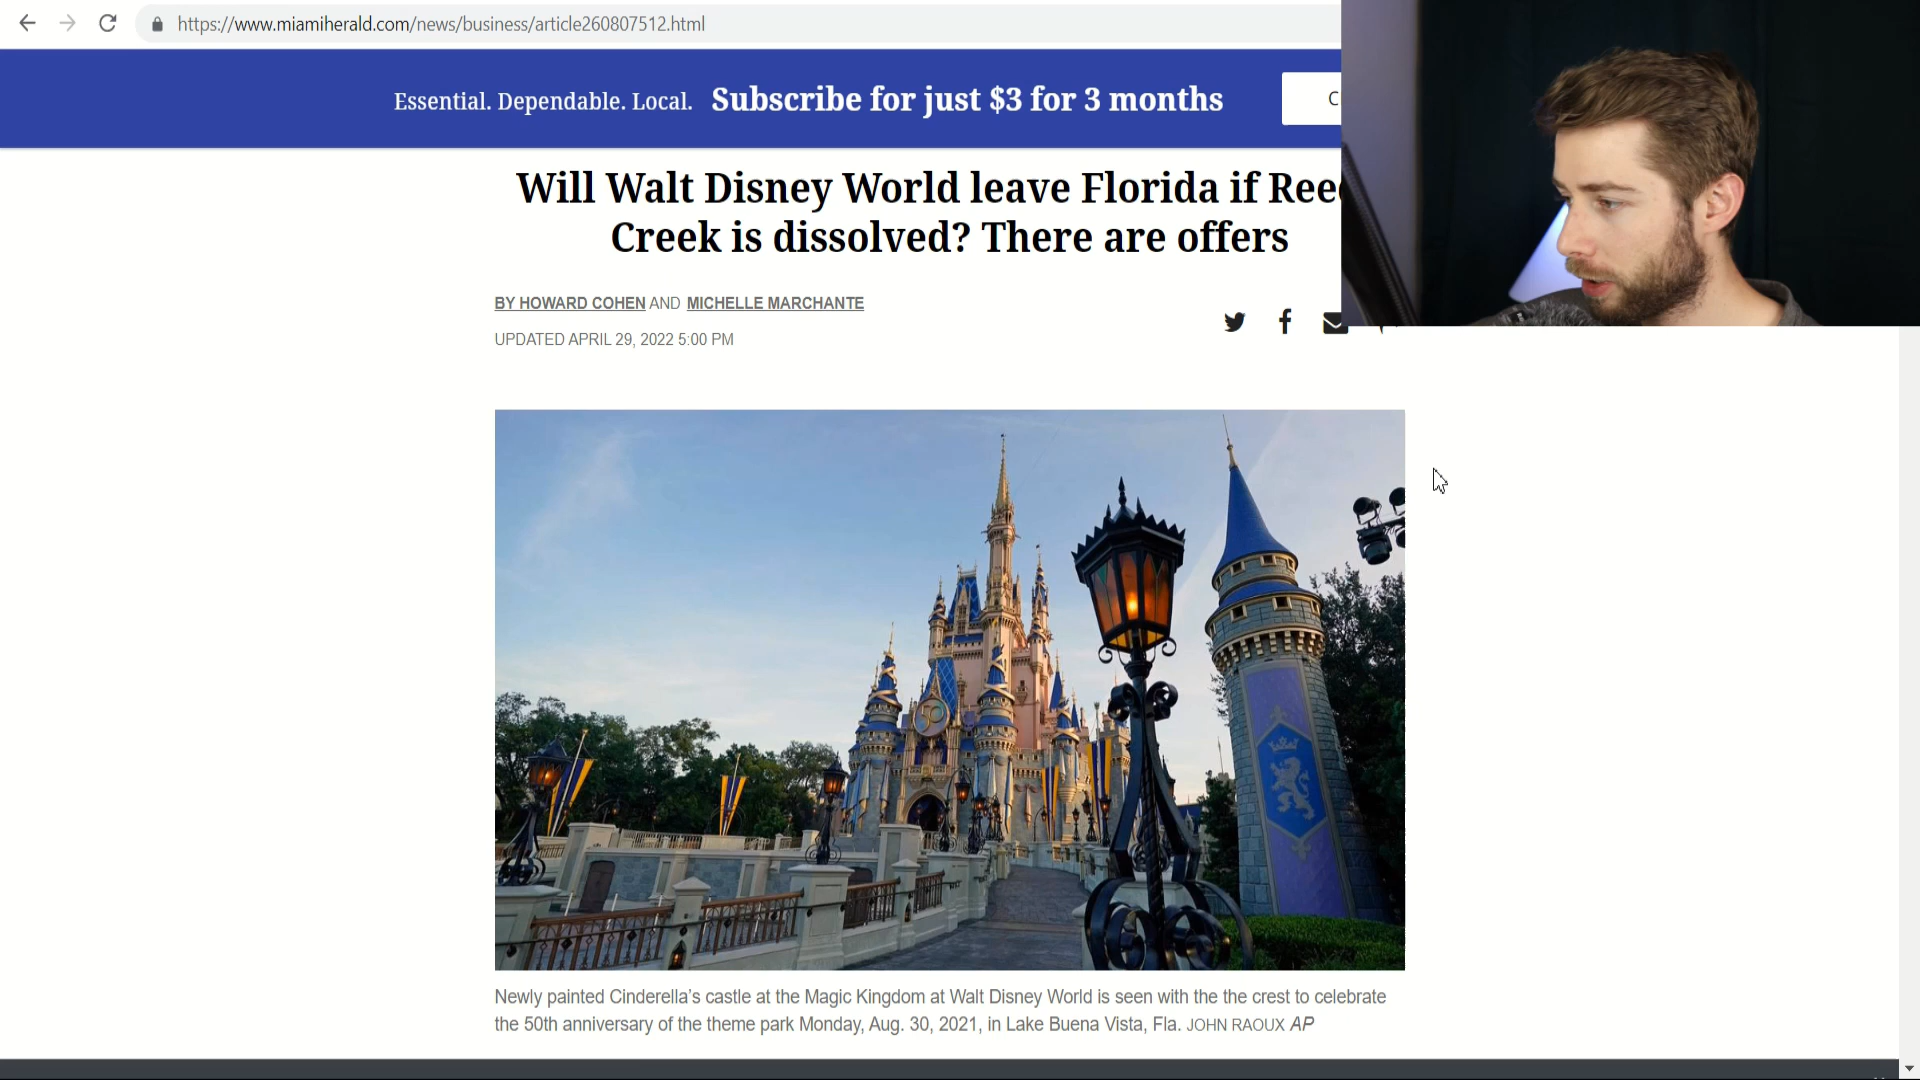 https://www.miamiherald.com/news/business/article260807512.html
Essential. Dependable. Local. Subscribe for just $3 for 3 months
Will Walt Disney World leave Florida if
Creek is dissolved? There are offers
BY HOWARD COHEN AND MICHELLE MARCHANTE
UPDATED APRIL 29, 2022 5:00 PM
50
Newly painted Cinderella's castle at the Magic Kingdom at Walt Disney World is seen with the the crest to celebrate
the 50th anniversary of the theme park Monday, Aug. 30, 2021, in Lake Buena Vista, Fla. JOHN RAOUX AP